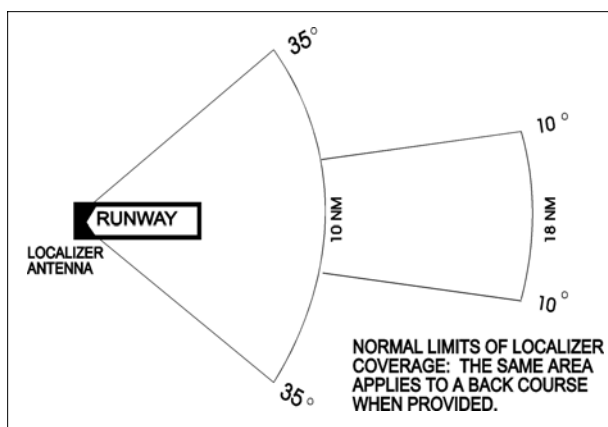 35°
10°
RUNWAY
10 NM
18 NM
LOCALIZER
ANTENNA
10°
35°
NORMAL LIMITS OF LOCALIZER
COVERAGE: THE SAME AREA
APPLIES TO A BACK COURSE
WHEN PROVIDED.